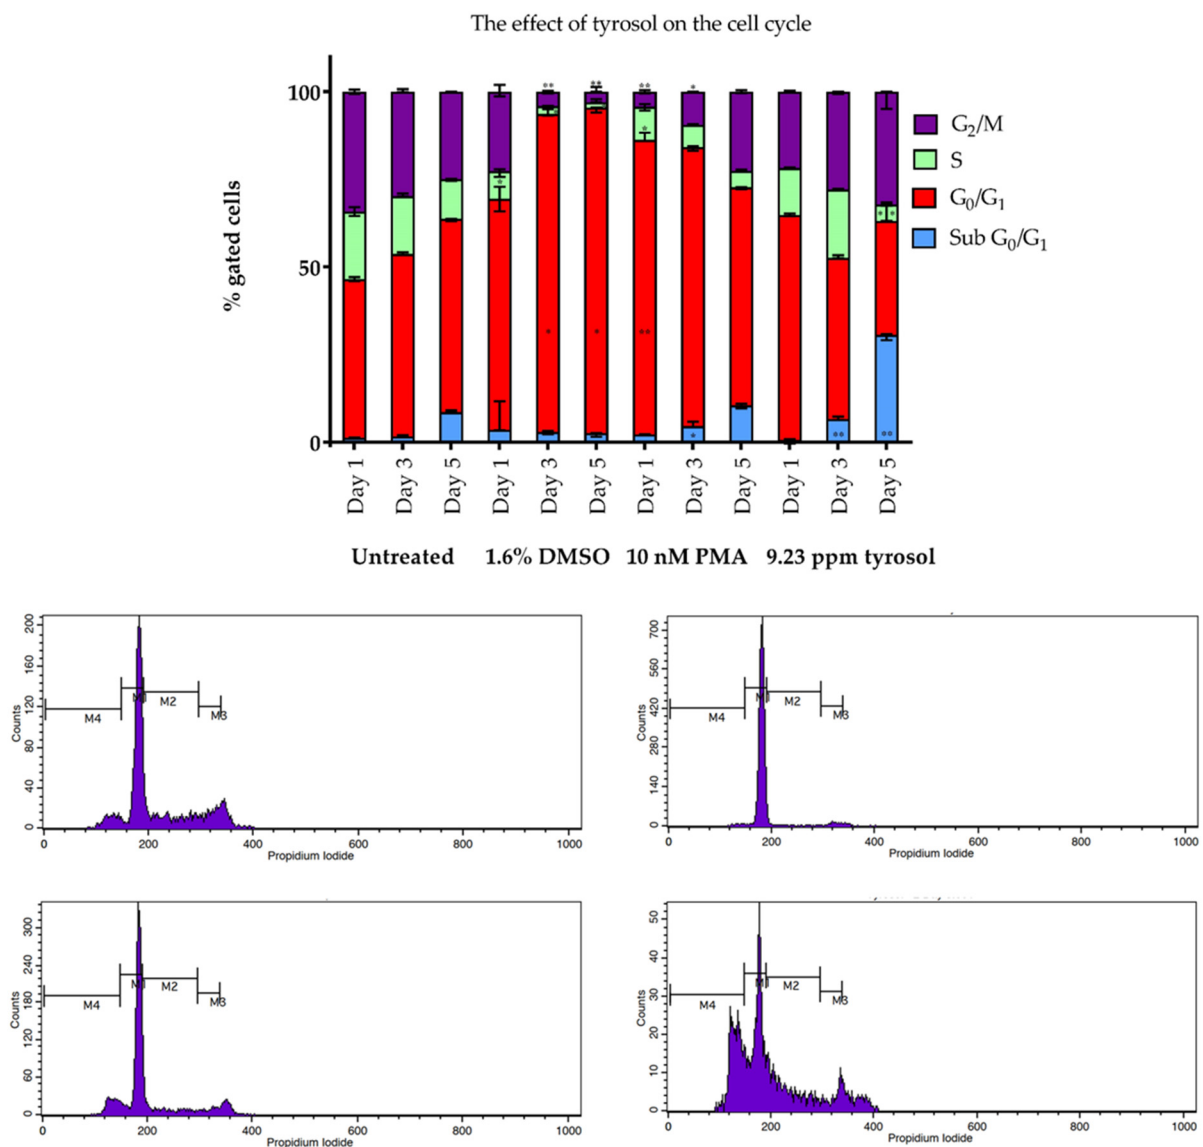 The effect of tyrosol on the cell cycle
% gated cells
100
50
0
G2/M
S
G0/G1
Sub G0/G1
** ** ** *
* * * *
* * ** * * ** **
Day 1 Day 3 Day 5 Day 1 Day 3 Day 5 Day 1 Day 3 Day 5 Day 1 Day 3 Day 5
Untreated 1.6% DMSO 10 nM PMA 9.23 ppm tyrosol
Counts
200
160
120
80
40
0
M4
M2
M3
0 200 400 600 800 1000
Propidium Iodide
Counts
700
560
420
280
140
0
M4
M2
M3
0 200 400 600 800 1000
Propidium Iodide
Counts
300
240
180
120
60
0
M4
M2
M3
0 200 400 600 800 1000
Propidium Iodide
Counts
50
40
30
20
10
0
M4
M2
M3
0 200 400 600 800 1000
Propidium Iodide